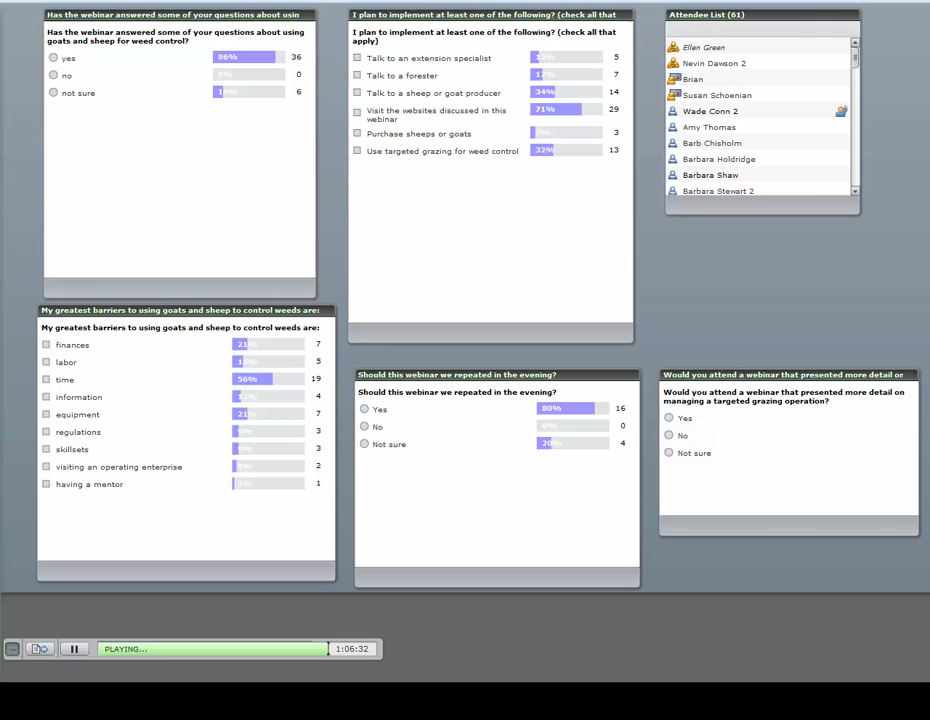 Has the webinar answered some of your questions about usin
Has the webinar answered some of your questions about using
goats and sheep for weed control?
yes 86% 36
no 0% 0
not sure 14% 6
I plan to implement at least one of the following? (check all that
I plan to implement at least one of the following? (check all that
apply)
Talk to an extension specialist 12% 5
Talk to a forester 17% 7
Talk to a sheep or goat producer 34% 14
Visit the websites discussed in this
webinar 71% 29
Purchase sheeps or goats 7% 3
Use targeted grazing for weed control 32% 13
Attendee List (61)
Ellen Green
Nevin Dawson 2
Brian
Susan Schoenian
Wade Conn 2
Amy Thomas
Barb Chisholm
Barbara Holdridge
Barbara Shaw
Barbara Stewart 2
My greatest barriers to using goats and sheep to control weeds are:
My greatest barriers to using goats and sheep to control weeds are:
finances 21% 7
labor 15% 5
time 56% 19
information 12% 4
equipment 21% 7
regulations 3
skillsets 3
visiting an operating enterprise 2
having a mentor 3% 1
Should this webinar we repeated in the evening?
Should this webinar we repeated in the evening?
Yes 80% 16
No 0% 0
Not sure 20% 4
Would you attend a webinar that presented more detail or
Would you attend a webinar that presented more detail on
managing a targeted grazing operation?
Yes
No
Not sure
PLAYING... 1:06:32